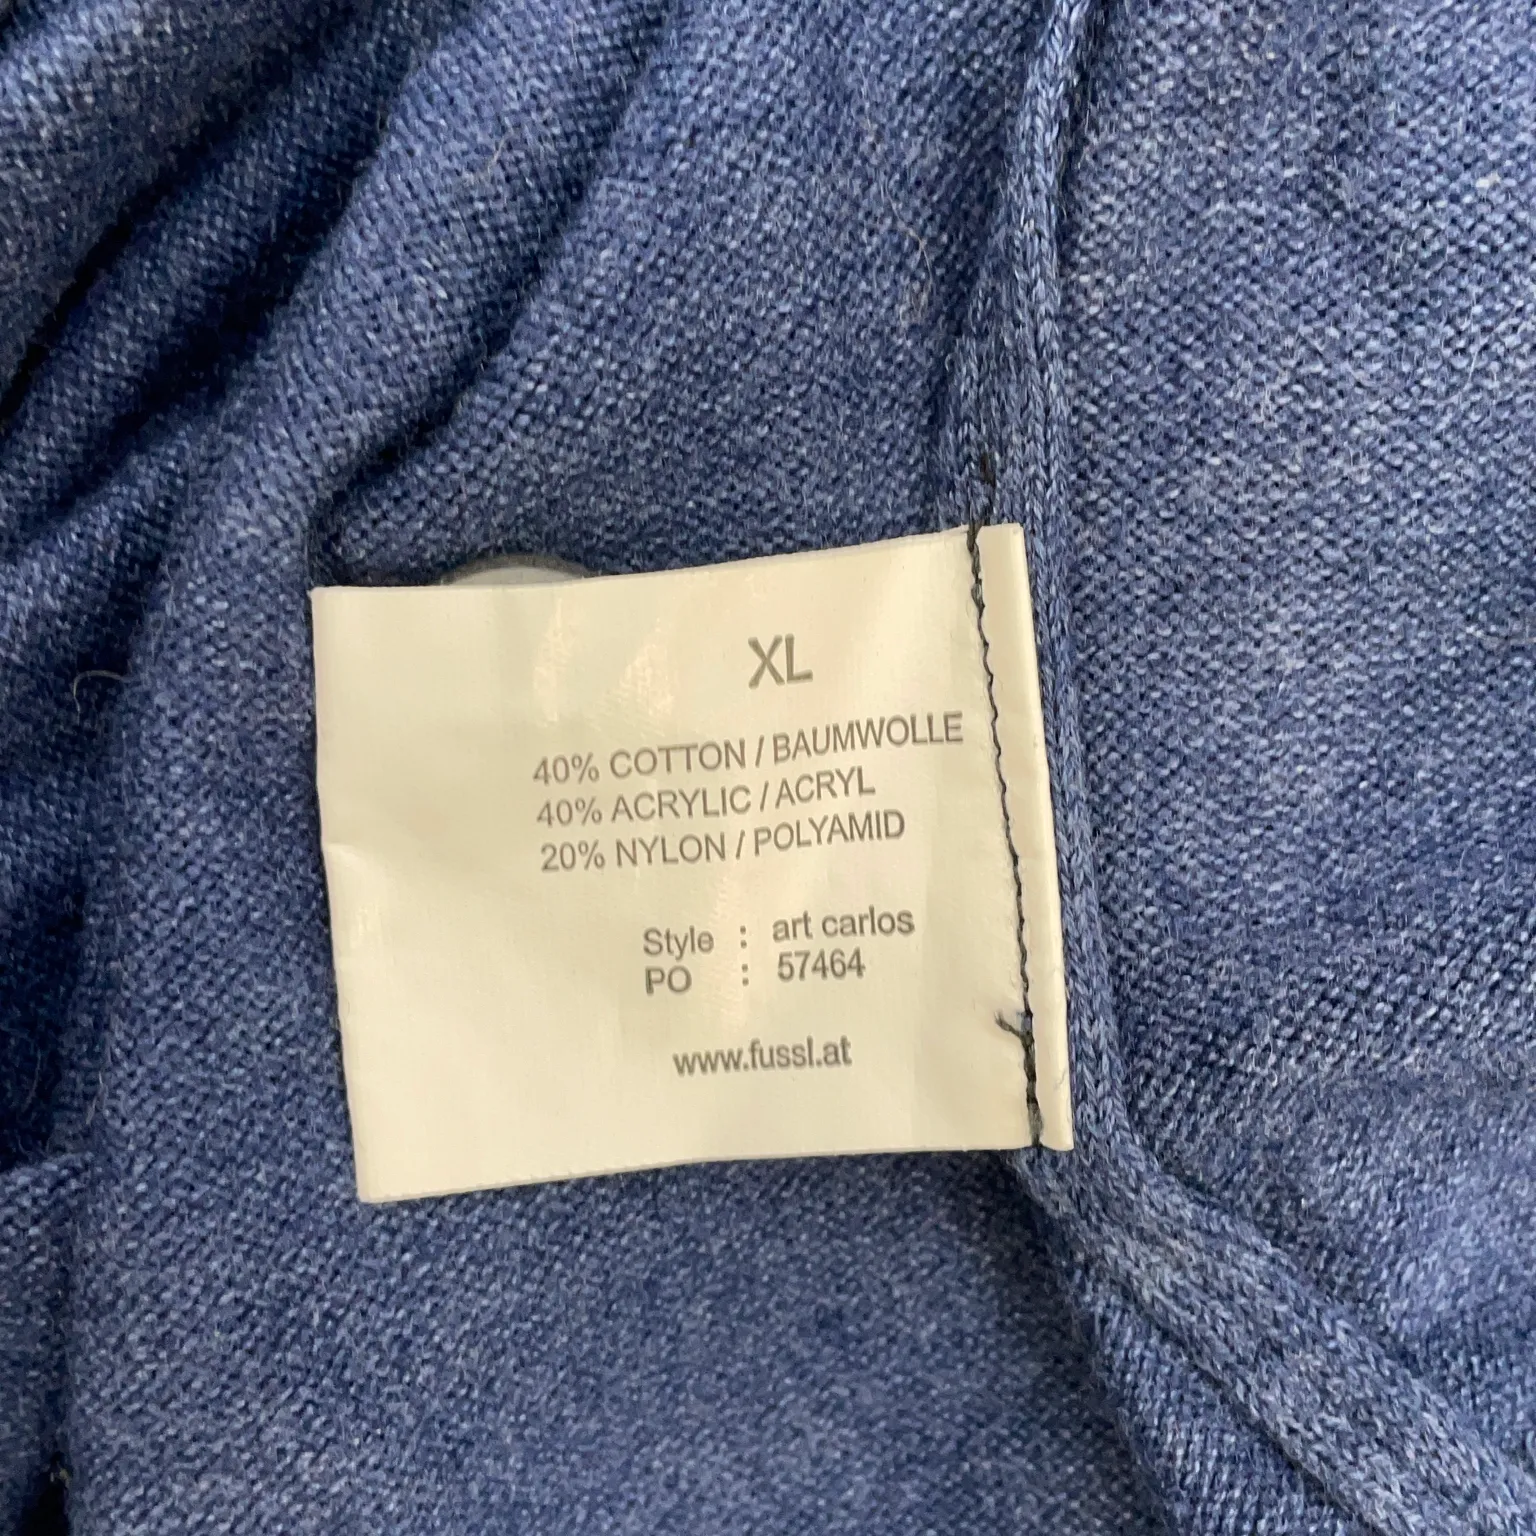 XL
40% COTTON / BAUMWOLLE
40% ACRYLIC / ACRYL
20% NYLON / POLYAMID
Style : art carlos
PO : 57464
www.fussl.at